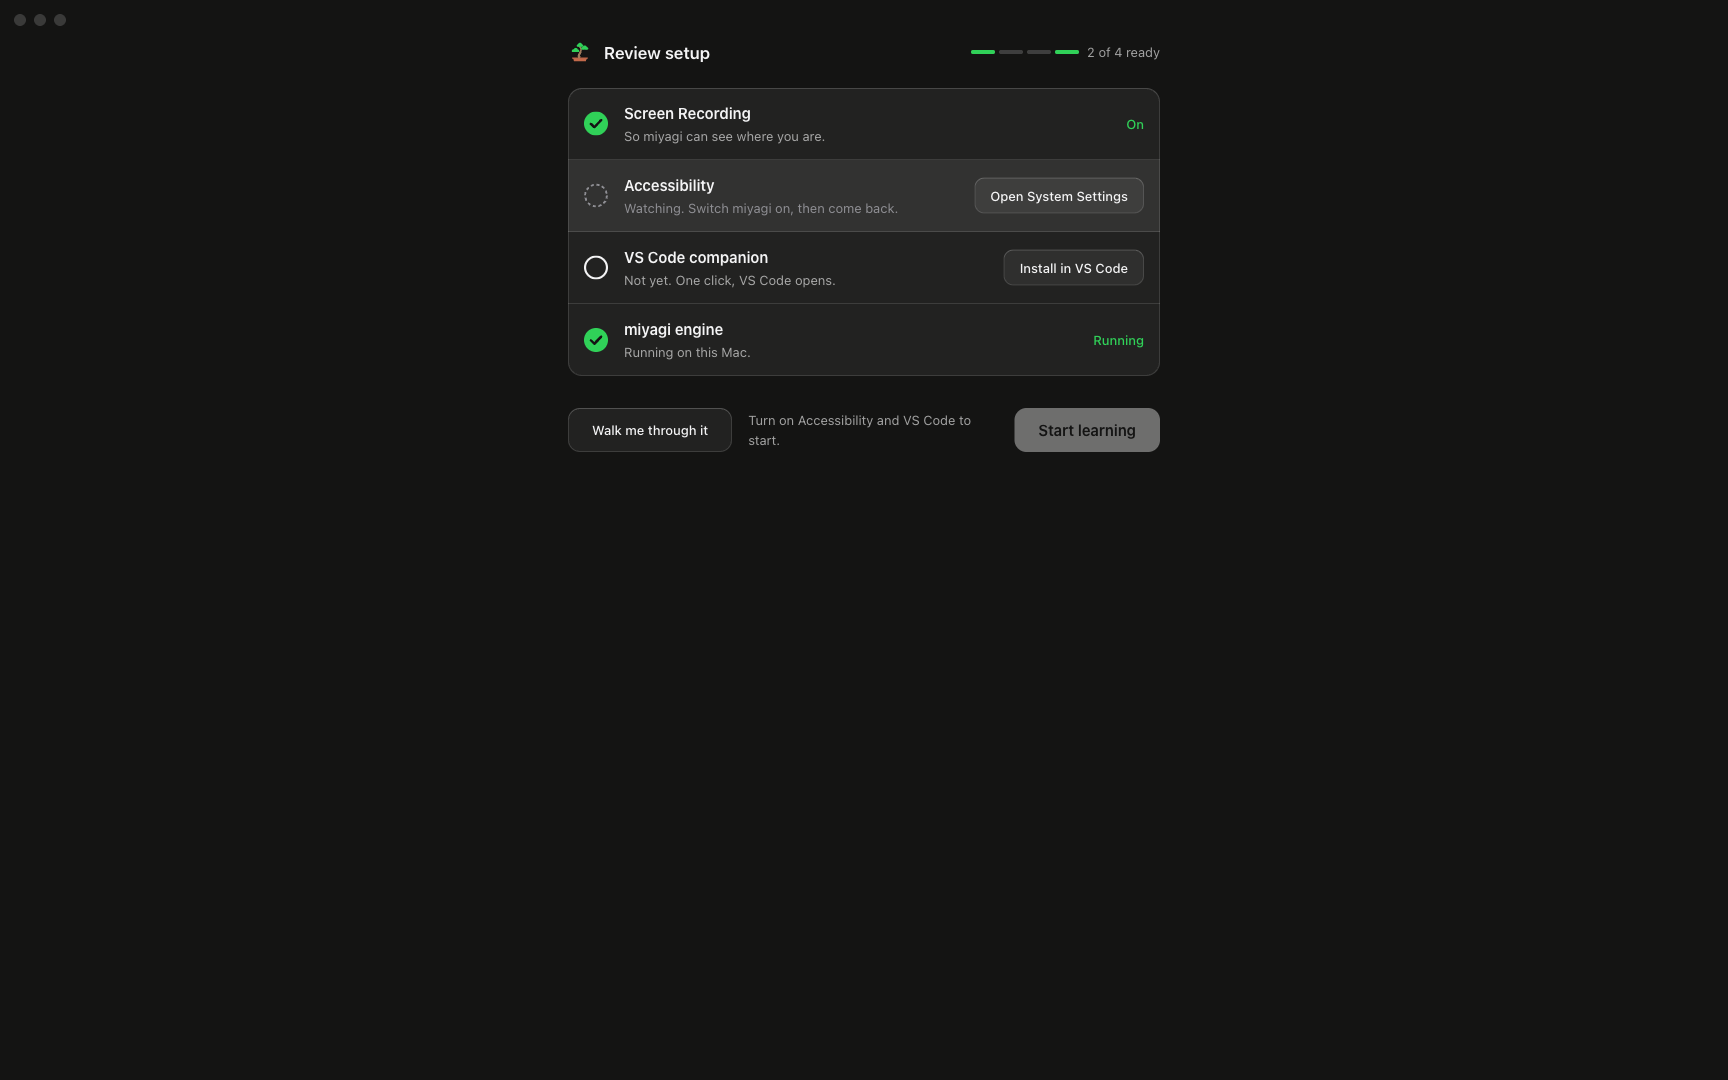 Review setup
2 of 4 ready
Screen Recording
So miyagi can see where you are.
On
Accessibility
Watching. Switch miyagi on, then come back.
Open System Settings
VS Code companion
Not yet. One click, VS Code opens.
Install in VS Code
miyagi engine
Running on this Mac.
Running
Walk me through it
Turn on Accessibility and VS Code to
start.
Start learning